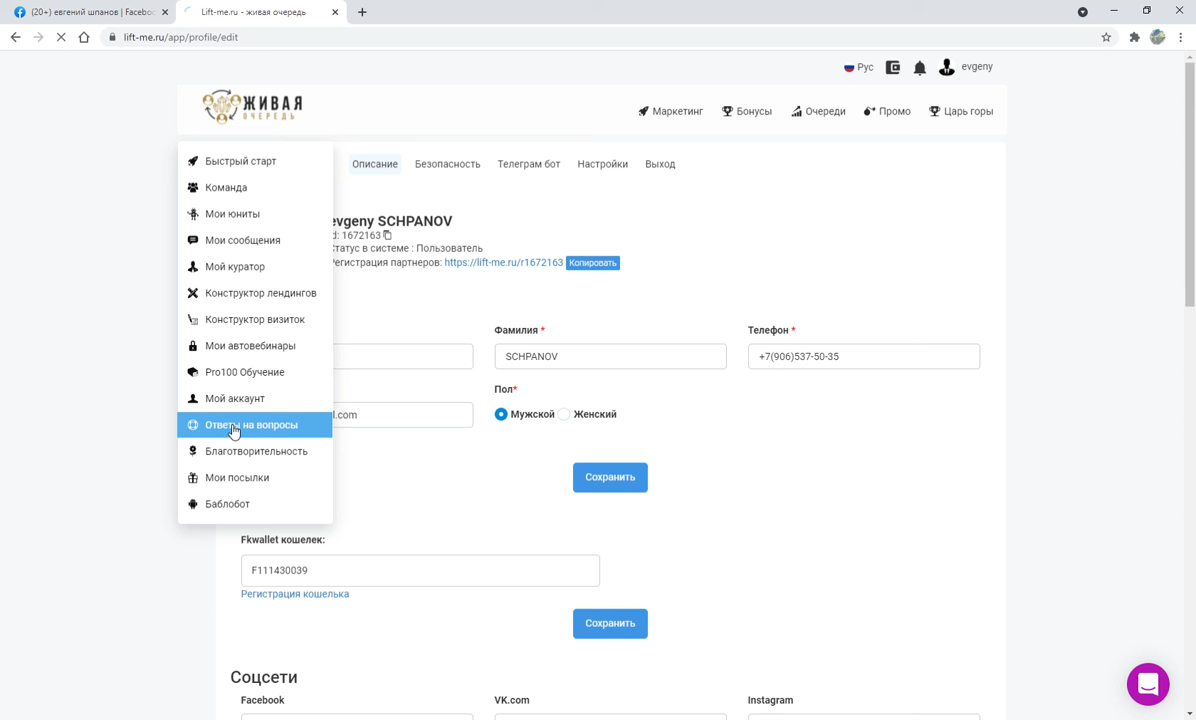 (20+) евгений шпанов | Facebo
Lift-me.ru - живая очередь
lift-me.ru/app/profile/edit
Рус
evgeny
ЖИВАЯ
ОЧЕРЕДЬ
Маркетинг
Бонусы
Очереди
Промо
Царь горы
Быстрый старт
Команда
Мои юниты
Мои сообщения
Мой куратор
Конструктор лендингов
Конструктор визиток
Мои автовебинары
Pro100 Обучение
Мой аккаунт
Ответы на вопросы
Благотворительность
Мои посылки
Баблобот
Описание
Безопасность
Телеграм бот
Настройки
Выход
evgeny SCHPANOV
d: 1672163
Статус в системе : Пользователь
Регистрация партнеров: https://lift-me.ru/r1672163 Копировать
Фамилия *
Телефон *
SCHPANOV
+7(906)537-50-35
Пол*
l.com
Мужской
Женский
Сохранить
Fkwallet кошелек:
F111430039
Регистрация кошелька
Сохранить
Соцсети
Facebook
VK.com
Instagram